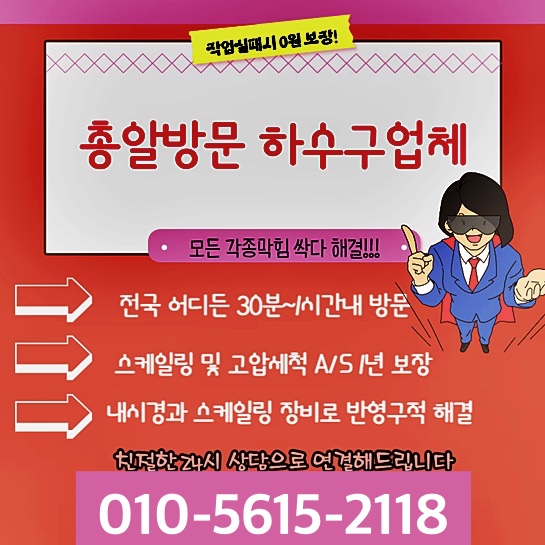 작업실패시 0원 보장!
총알방문 하수구업체
모든 각종막힘 싹다 해결!!!
전국 어디든 30분~1시간내 방문
스케일링 및 고압세척 A/S 1년 보장
내시경과 스케일링 장비로 반영구적 해결
친절한 24시 상담으로 연결해드립니다
010-5615-2118